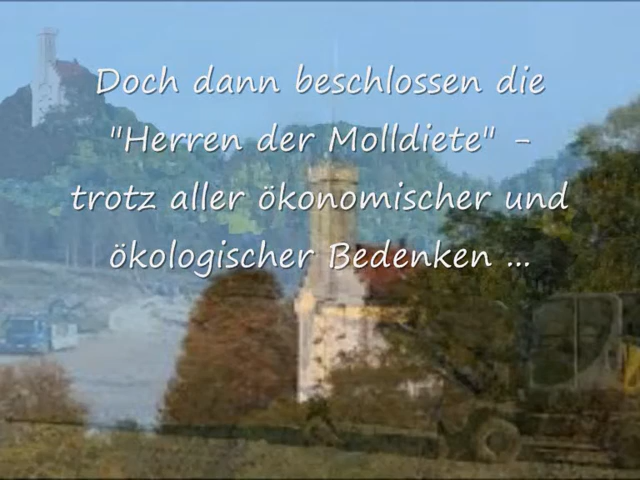 Doch dann beschlossen die
"Herren der Molldiete" -
trotz aller ökonomischer und
ökologischer Bedenken ...